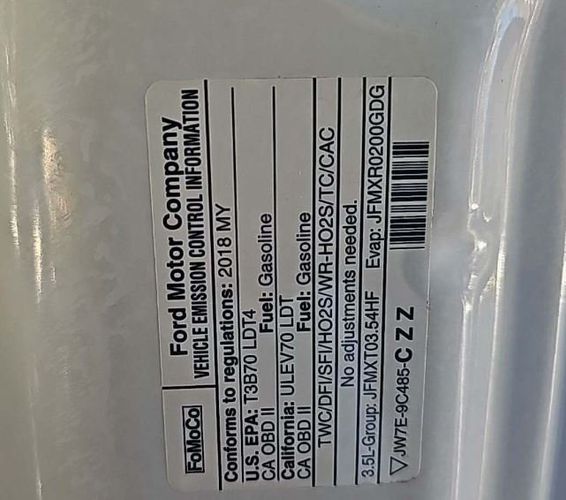 FoMoCo
Ford Motor Company
VEHICLE EMISSION CONTROL INFORMATION
Conforms to regulations: 2018 MY
U.S. EPA: T3B70 LDT4
CA OBD II Fuel: Gasoline
California: ULEV70 LDT
CA OBD II Fuel: Gasoline
TWC/DFI/SFI/HO2S/WR-HO2S/TC/CAC
No adjustments needed.
3.5L-Group: JFMXT03.54HF Evap: JFMXR0200GDG
▽JW7E-9C485-C Z Z